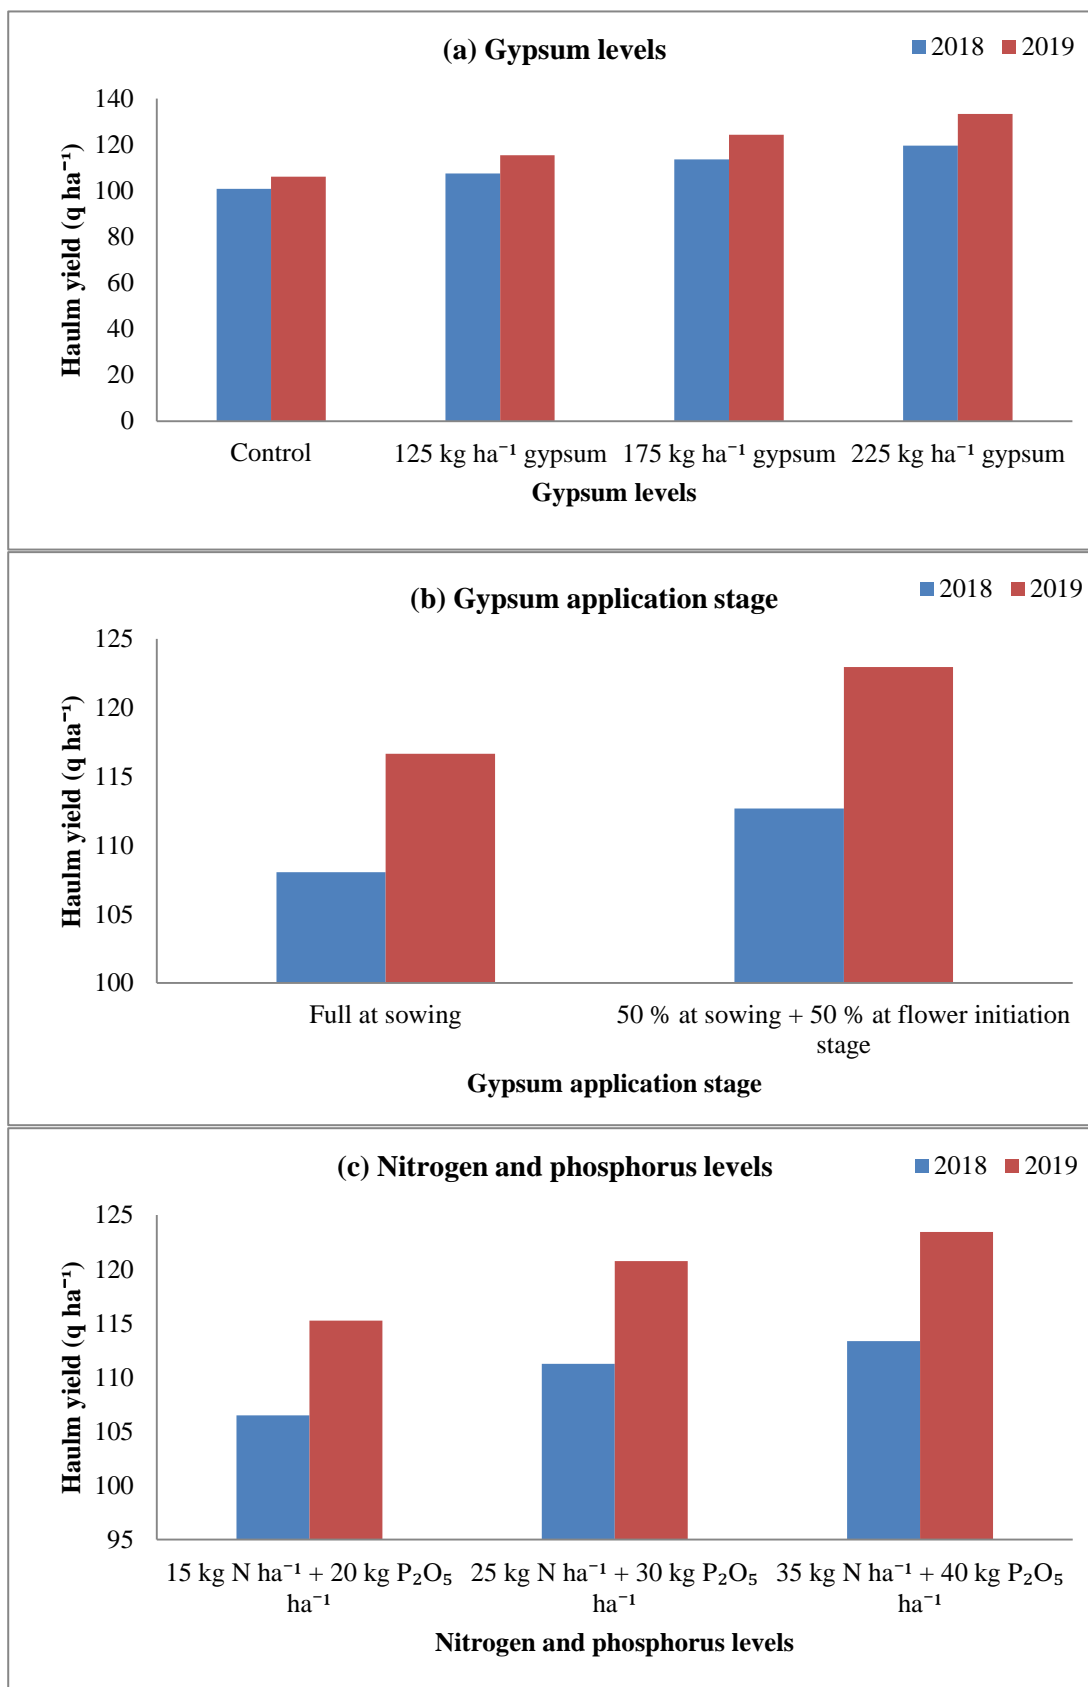 (a) Gypsum levels
2018 2019
Haulm yield (q ha⁻¹)
140
120
100
80
60
40
20
0
Control 125 kg ha⁻¹ gypsum 175 kg ha⁻¹ gypsum 225 kg ha⁻¹ gypsum
Gypsum levels
(b) Gypsum application stage
2018 2019
Haulm yield (q ha⁻¹)
125
120
115
110
105
100
Full at sowing 50 % at sowing + 50 % at flower initiation
stage
Gypsum application stage
(c) Nitrogen and phosphorus levels
2018 2019
Haulm yield (q ha⁻¹)
125
120
115
110
105
100
95
15 kg N ha⁻¹ + 20 kg P₂O₅ 25 kg N ha⁻¹ + 30 kg P₂O₅ 35 kg N ha⁻¹ + 40 kg P₂O₅
ha⁻¹ ha⁻¹ ha⁻¹
Nitrogen and phosphorus levels